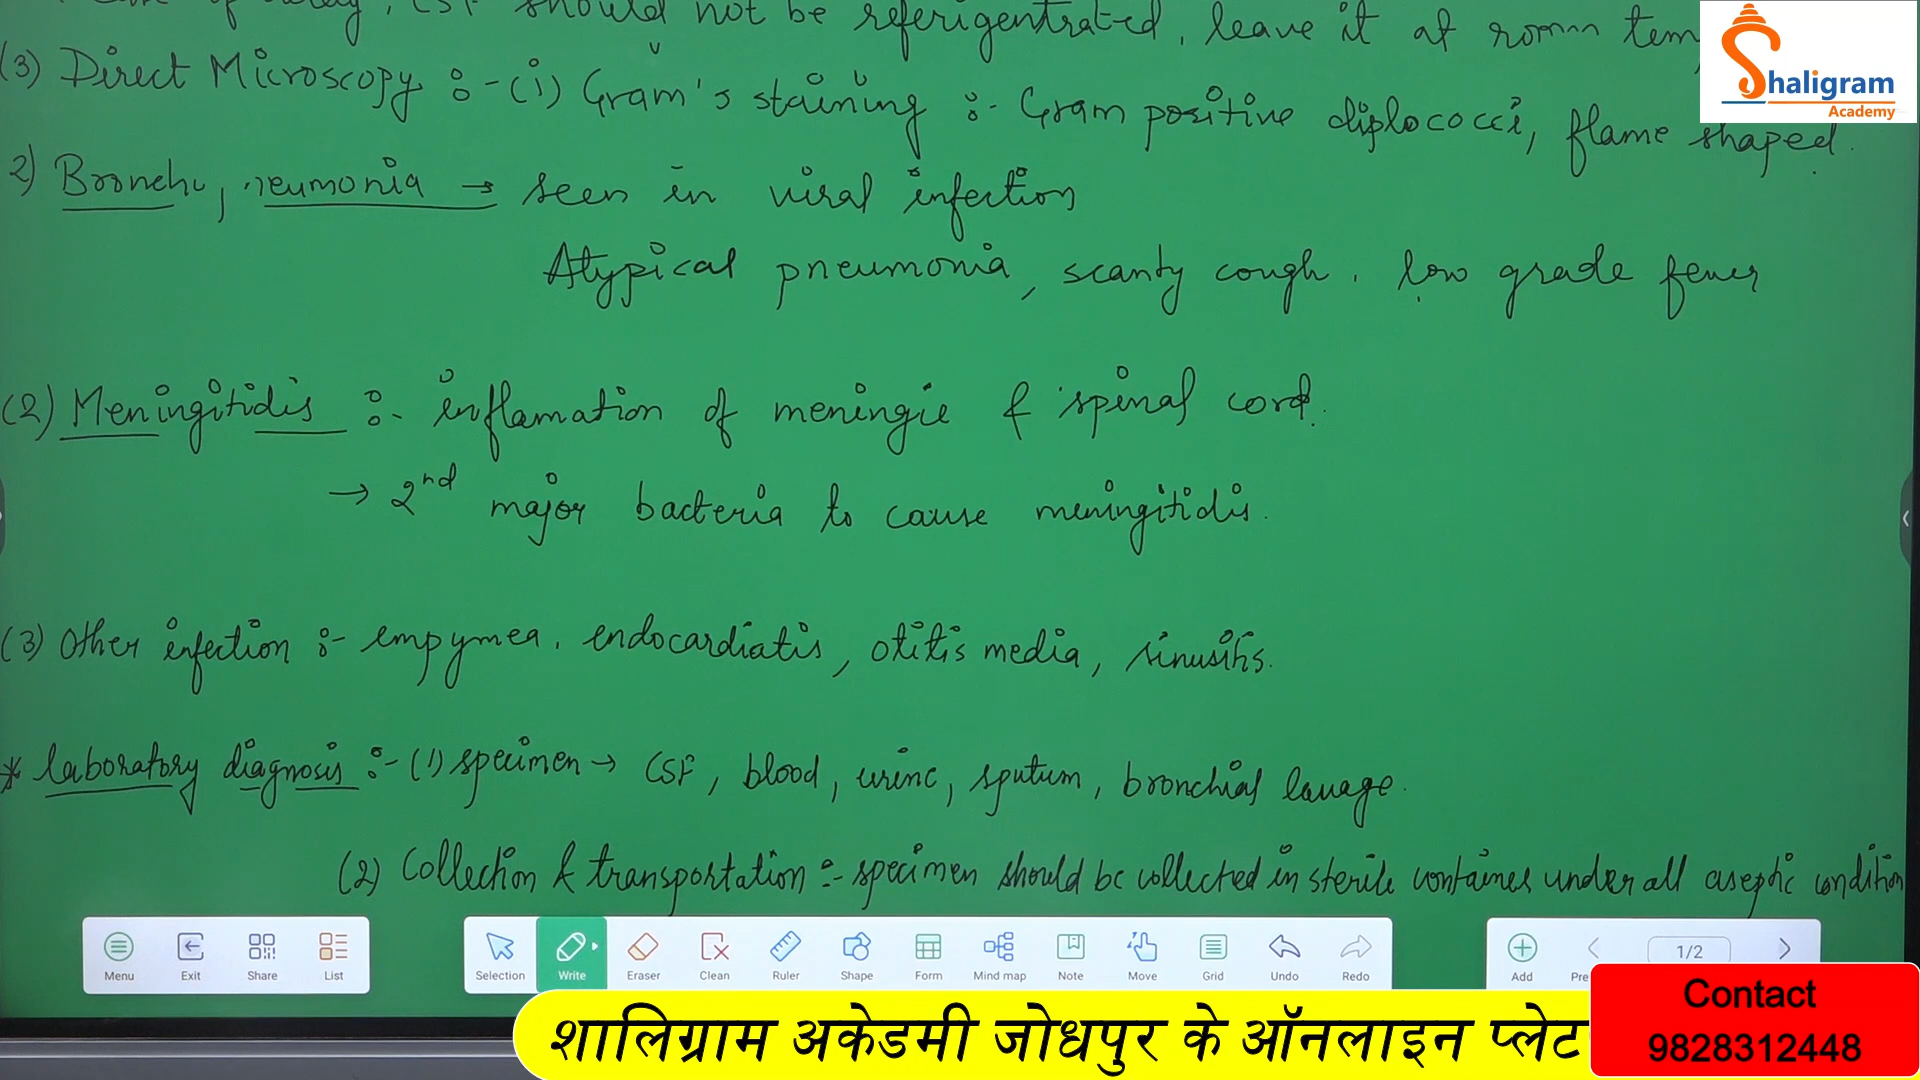 CSF should not be referigentrated, leave it at
(3) Direct Microscopy :- (i) Gram's staining :- Gram positive diplococci, flame shaped.
2) neumonia → seen in viral infection
Atypical pneumonia, scanty cough, low grade fever
(2) Meningitidis :- inflamation of meningie & spinal cord.
→ 2nd major bacteria to cause meningitidis.
(3) Other infection :- empymea, endocardiatis, otitis media, sinusitis.
* laboratory diagnosis :- (1) specimen → CSF, blood, urine, sputum, bronchial lavage.
(2) Collection & transportation :- specimen should be collected in sterile container under all aseptic condition
Shaligram
Academy
Menu Exit Share List Selection Write Eraser Clean Ruler Shape Form Mind map Note Move Grid Undo Redo Add Pre 1/2
शालिग्राम अकेडमी जोधपुर के ऑनलाइन प्लेट
Contact
9828312448